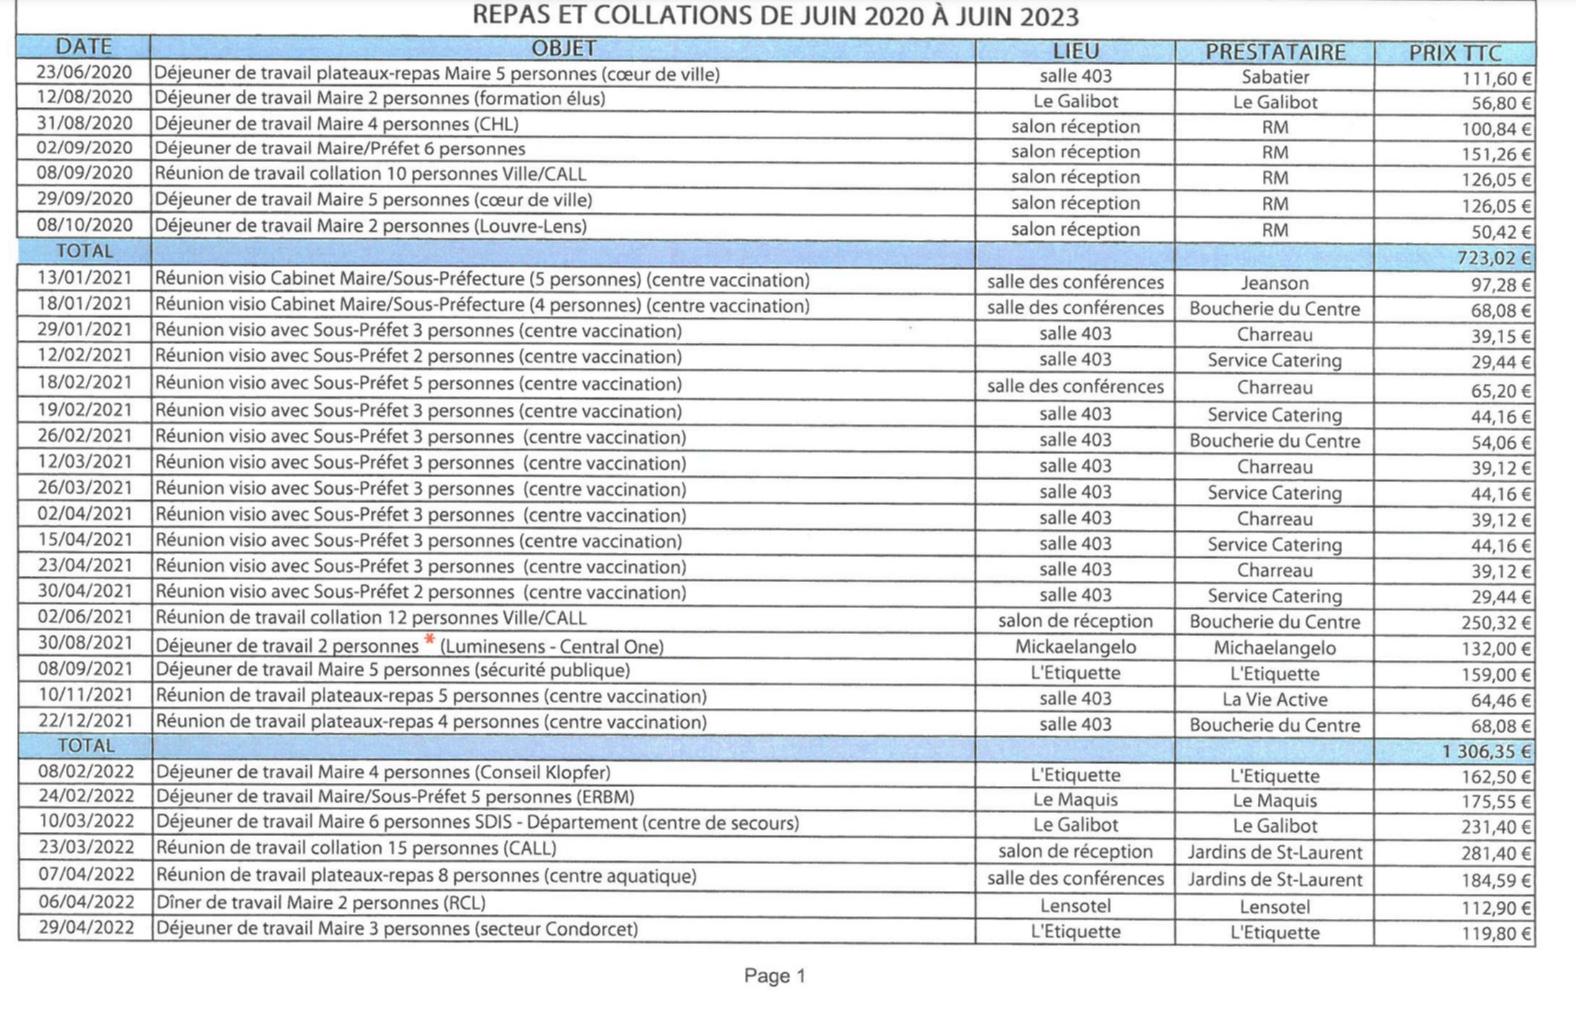 REPAS ET COLLATIONS DE JUIN 2020 À JUIN 2023
DATE OBJET LIEU PRESTATAIRE PRIX TTC
23/06/2020 Déjeuner de travail plateaux-repas Maire 5 personnes (cœur de ville) salle 403 Sabatier 111,60 €
12/08/2020 Déjeuner de travail Maire 2 personnes (formation élus) Le Galibot Le Galibot 56,80 €
31/08/2020 Déjeuner de travail Maire 4 personnes (CHL) salon réception RM 100,84 €
02/09/2020 Déjeuner de travail Maire/Préfet 6 personnes salon réception RM 151,26 €
08/09/2020 Réunion de travail collation 10 personnes Ville/CALL salon réception RM 126,05 €
29/09/2020 Déjeuner de travail Maire 5 personnes (cœur de ville) salon réception RM 126,05 €
08/10/2020 Déjeuner de travail Maire 2 personnes (Louvre-Lens) salon réception RM 50,42 €
TOTAL 723,02 €
13/01/2021 Réunion visio Cabinet Maire/Sous-Préfecture (5 personnes) (centre vaccination) salle des conférences Jeanson 97,28 €
18/01/2021 Réunion visio Cabinet Maire/Sous-Préfecture (4 personnes) (centre vaccination) salle des conférences Boucherie du Centre 68,08 €
29/01/2021 Réunion visio avec Sous-Préfet 3 personnes (centre vaccination) salle 403 Charreau 39,15 €
12/02/2021 Réunion visio avec Sous-Préfet 2 personnes (centre vaccination) salle 403 Service Catering 29,44 €
18/02/2021 Réunion visio avec Sous-Préfet 5 personnes (centre vaccination) salle des conférences Charreau 65,20 €
19/02/2021 Réunion visio avec Sous-Préfet 3 personnes (centre vaccination) salle 403 Service Catering 44,16 €
26/02/2021 Réunion visio avec Sous-Préfet 3 personnes (centre vaccination) salle 403 Boucherie du Centre 54,06 €
12/03/2021 Réunion visio avec Sous-Préfet 3 personnes (centre vaccination) salle 403 Charreau 39,12 €
26/03/2021 Réunion visio avec Sous-Préfet 3 personnes (centre vaccination) salle 403 Service Catering 44,16 €
02/04/2021 Réunion visio avec Sous-Préfet 3 personnes (centre vaccination) salle 403 Charreau 39,12 €
15/04/2021 Réunion visio avec Sous-Préfet 3 personnes (centre vaccination) salle 403 Service Catering 44,16 €
23/04/2021 Réunion visio avec Sous-Préfet 3 personnes (centre vaccination) salle 403 Charreau 39,12 €
30/04/2021 Réunion visio avec Sous-Préfet 2 personnes (centre vaccination) salle 403 Service Catering 29,44 €
02/06/2021 Réunion de travail collation 12 personnes Ville/CALL salon de réception Boucherie du Centre 250,32 €
30/08/2021 Déjeuner de travail 2 personnes * (Luminesens - Central One) Mickaelangelo Michaelangelo 132,00 €
08/09/2021 Déjeuner de travail Maire 5 personnes (sécurité publique) L'Etiquette L'Etiquette 159,00 €
10/11/2021 Réunion de travail plateaux-repas 5 personnes (centre vaccination) salle 403 La Vie Active 64,46 €
22/12/2021 Réunion de travail plateaux-repas 4 personnes (centre vaccination) salle 403 Boucherie du Centre 68,08 €
TOTAL 1 306,35 €
08/02/2022 Déjeuner de travail Maire 4 personnes (Conseil Klopfer) L'Etiquette L'Etiquette 162,50 €
24/02/2022 Déjeuner de travail Maire/Sous-Préfet 5 personnes (ERBM) Le Maquis Le Maquis 175,55 €
10/03/2022 Déjeuner de travail Maire 6 personnes SDIS - Département (centre de secours) Le Galibot Le Galibot 231,40 €
23/03/2022 Réunion de travail collation 15 personnes (CALL) salon de réception Jardins de St-Laurent 281,40 €
07/04/2022 Réunion de travail plateaux-repas 8 personnes (centre aquatique) salle des conférences Jardins de St-Laurent 184,59 €
06/04/2022 Dîner de travail Maire 2 personnes (RCL) Lensotel Lensotel 112,90 €
29/04/2022 Déjeuner de travail Maire 3 personnes (secteur Condorcet) L'Etiquette L'Etiquette 119,80 €
Page 1